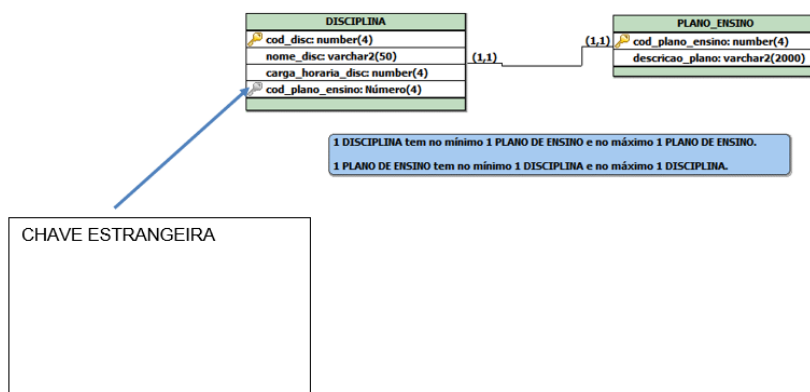 DISCIPLINA
cod_disc: number(4)
nome_disc: varchar2(50)
carga_horaria_disc: number(4)
cod_plano_ensino: Número(4)
(1,1)
(1,1)
PLANO_ENSINO
cod_plano_ensino: number(4)
descricao_plano: varchar2(2000)
1 DISCIPLINA tem no mínimo 1 PLANO DE ENSINO e no máximo 1 PLANO DE ENSINO.
1 PLANO DE ENSINO tem no mínimo 1 DISCIPLINA e no máximo 1 DISCIPLINA.
CHAVE ESTRANGEIRA